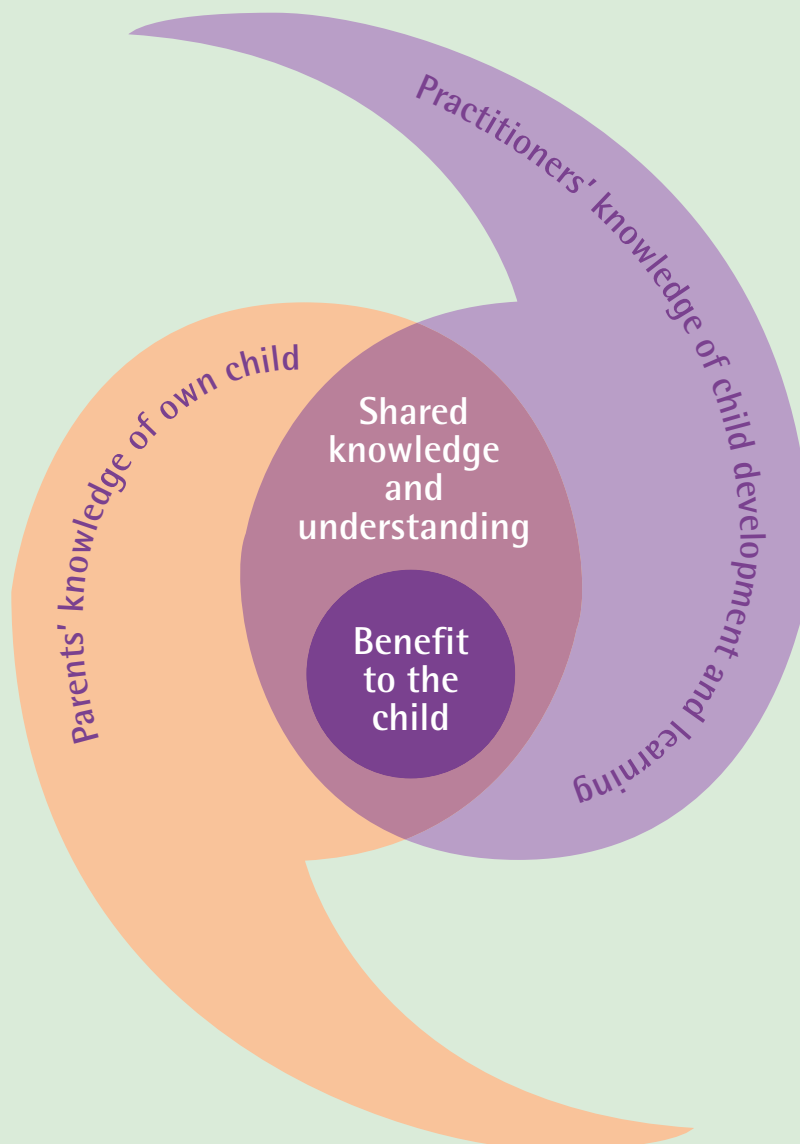 Practitioners' knowledge of child development and learning
Parents' knowledge of own child
Shared
knowledge
and
understanding
Benefit
to the
child